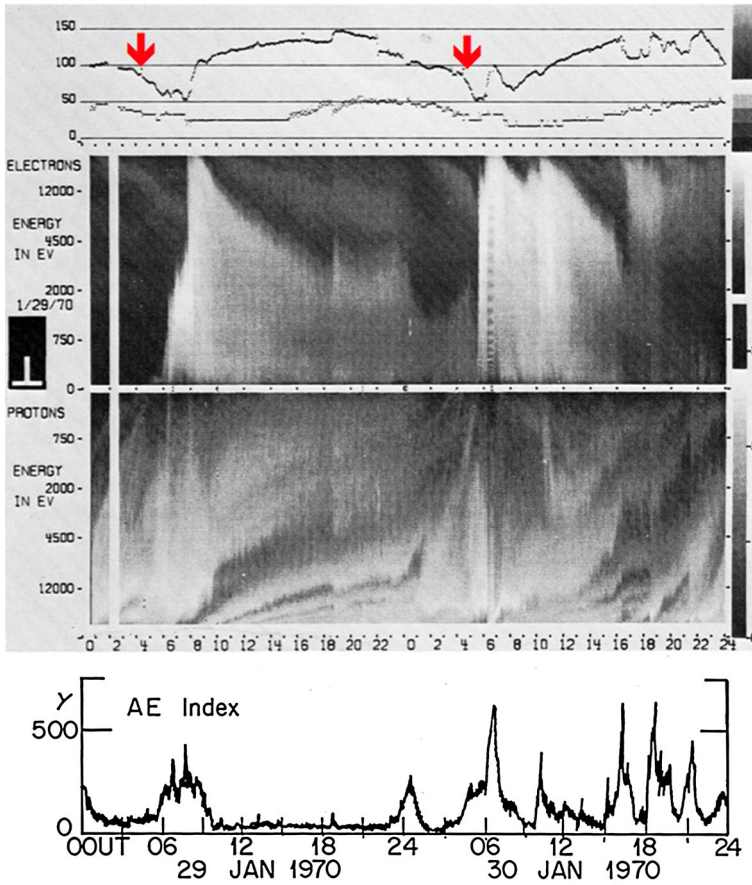 150
100
50
0
ELECTRONS
12000
ENERGY
4500
IN EV
2000
1/29/70
750
0
PROTONS
750
ENERGY
2000
IN EV
4500
12000
0 2 4 6 8 10 12 14 16 18 20 22 0 2 4 6 8 10 12 14 16 18 20 22 24
γ AE Index
500
0
00UT 06 12 18 24 06 12 18 24
29 JAN 1970 30 JAN 1970